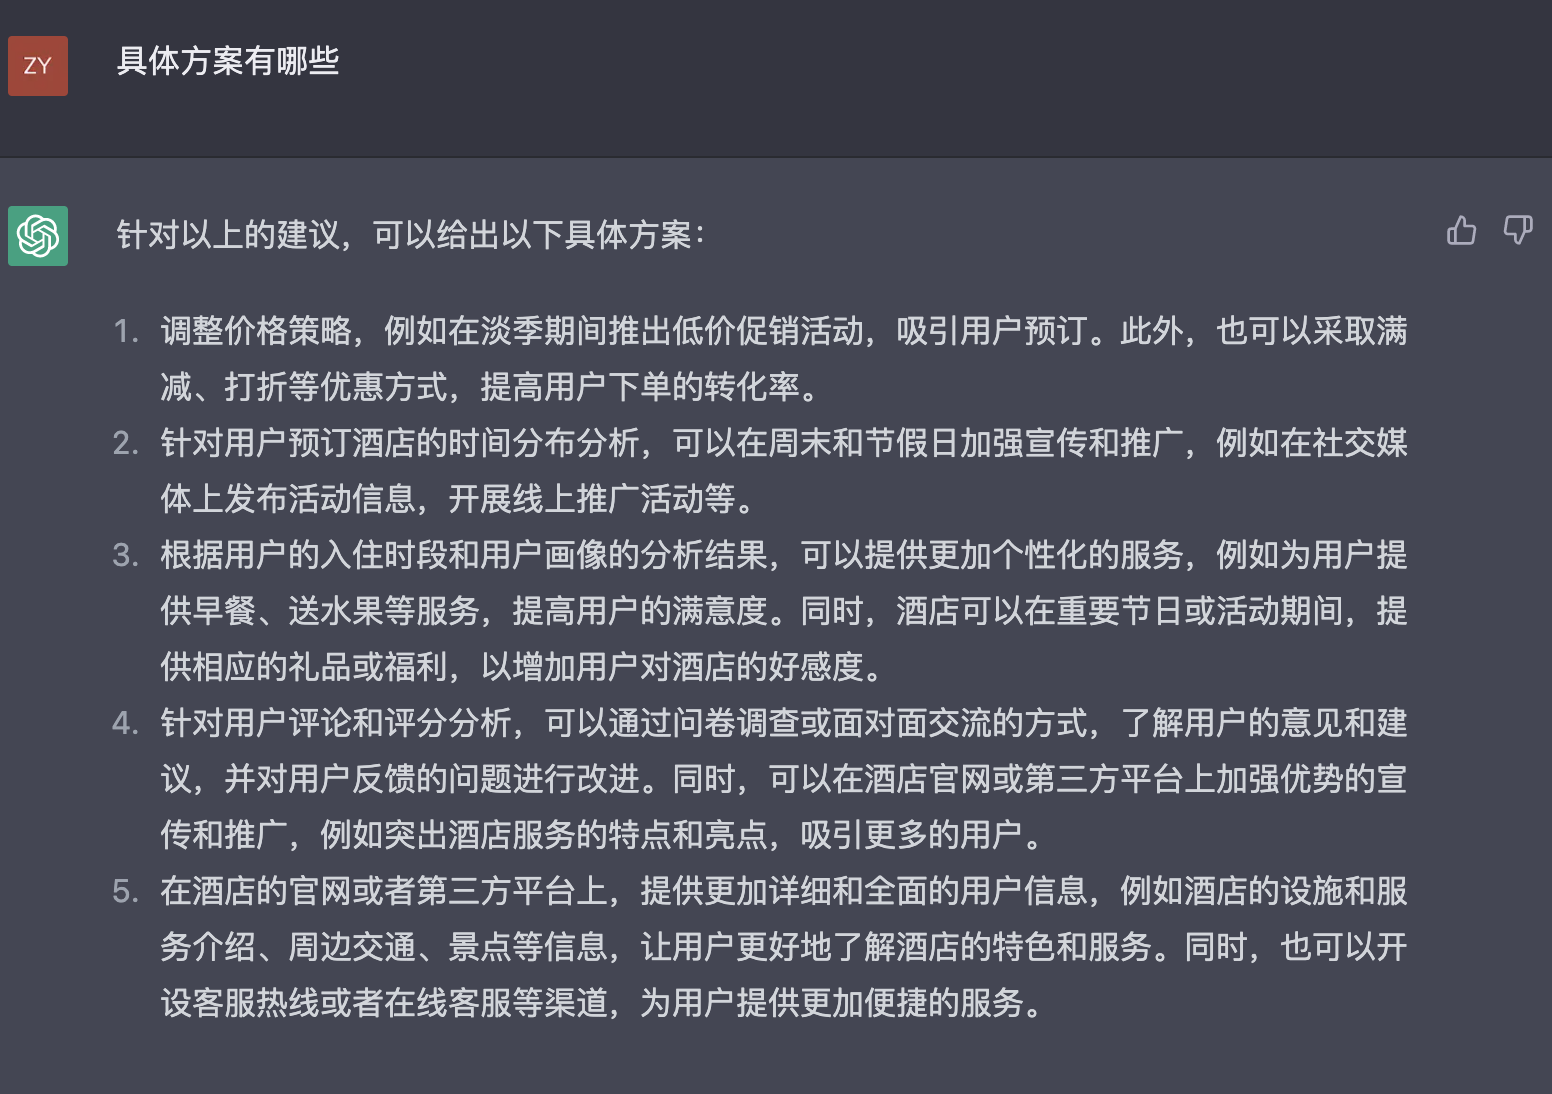 ZY
具体方案有哪些
针对以上的建议，可以给出以下具体方案：
1. 调整价格策略，例如在淡季期间推出低价促销活动，吸引用户预订。此外，也可以采取满
减、打折等优惠方式，提高用户下单的转化率。
2. 针对用户预订酒店的时间分布分析，可以在周末和节假日加强宣传和推广，例如在社交媒
体上发布活动信息，开展线上推广活动等。
3. 根据用户的入住时段和用户画像的分析结果，可以提供更加个性化的服务，例如为用户提
供早餐、送水果等服务，提高用户的满意度。同时，酒店可以在重要节日或活动期间，提
供相应的礼品或福利，以增加用户对酒店的好感度。
4. 针对用户评论和评分分析，可以通过问卷调查或面对面交流的方式，了解用户的意见和建
议，并对用户反馈的问题进行改进。同时，可以在酒店官网或第三方平台上加强优势的宣
传和推广，例如突出酒店服务的特点和亮点，吸引更多的用户。
5. 在酒店的官网或者第三方平台上，提供更加详细和全面的用户信息，例如酒店的设施和服
务介绍、周边交通、景点等信息，让用户更好地了解酒店的特色和服务。同时，也可以开
设客服热线或者在线客服等渠道，为用户提供更加便捷的服务。